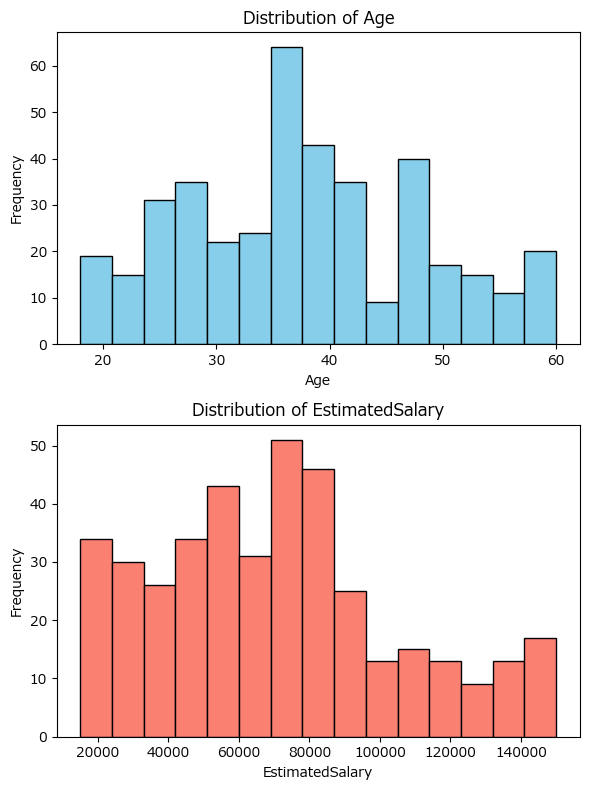 Distribution of Age
Frequency
60
50
40
30
20
10
0
20 30 40 50 60
Age
Distribution of EstimatedSalary
Frequency
50
40
30
20
10
0
20000 40000 60000 80000 100000 120000 140000
EstimatedSalary